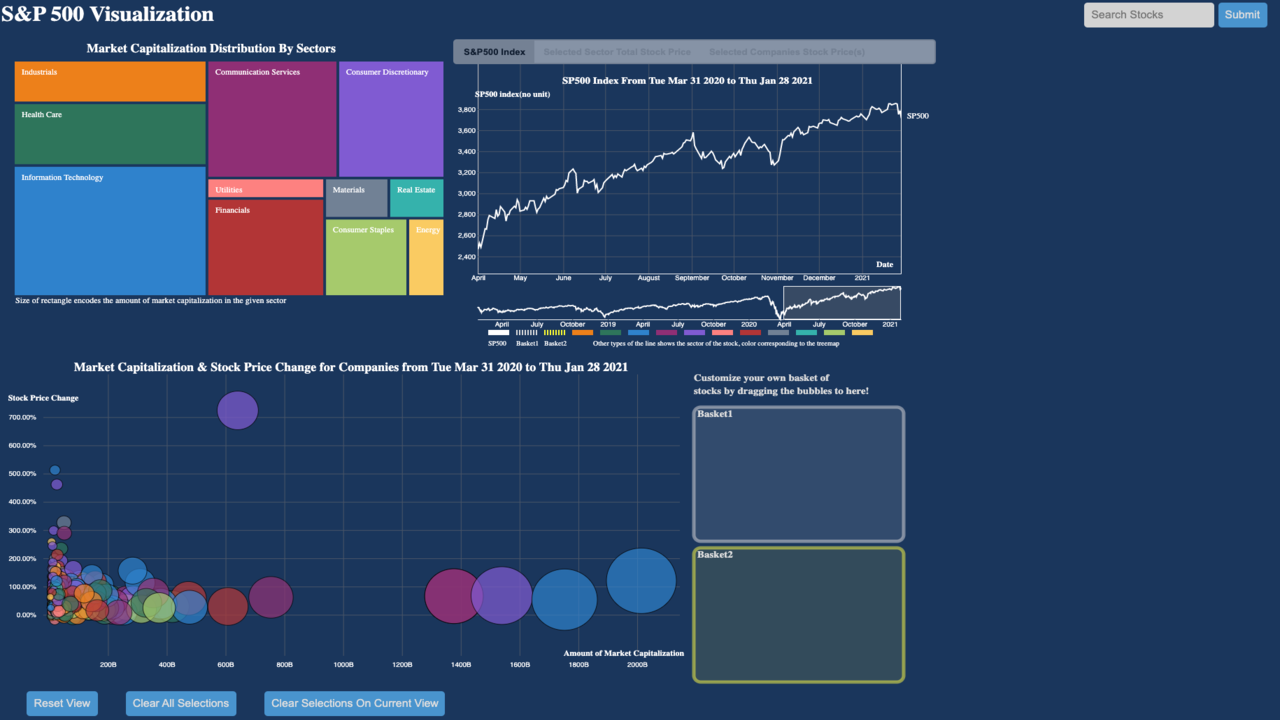 S&P 500 Visualization
Search Stocks
Submit
Market Capitalization Distribution By Sectors
Industrials
Health Care
Information Technology
Communication Services
Consumer Discretionary
Utilities
Financials
Materials
Real Estate
Consumer Staples
Energy
Size of rectangle encodes the amount of market capitalization in the given sector
S&P500 Index
Selected Sector Total Stock Price
Selected Companies Stock Price(s)
SP500 Index From Tue Mar 31 2020 to Thu Jan 28 2021
SP500 index(no unit)
3,800
3,600
3,400
3,200
3,000
2,800
2,600
2,400
SP500
Date
April May June July August September October November December 2021
April July October 2019 April July October 2020 April July October 2021
SP500 Basket1 Basket2 Other types of the line shows the sector of the stock, color corresponding to the treemap
Market Capitalization & Stock Price Change for Companies from Tue Mar 31 2020 to Thu Jan 28 2021
Stock Price Change
700.00%
600.00%
500.00%
400.00%
300.00%
200.00%
100.00%
0.00%
Amount of Market Capitalization
200B 400B 600B 800B 1000B 1200B 1400B 1600B 1800B 2000B
Customize your own basket of
stocks by dragging the bubbles to here!
Basket1
Basket2
Reset View
Clear All Selections
Clear Selections On Current View